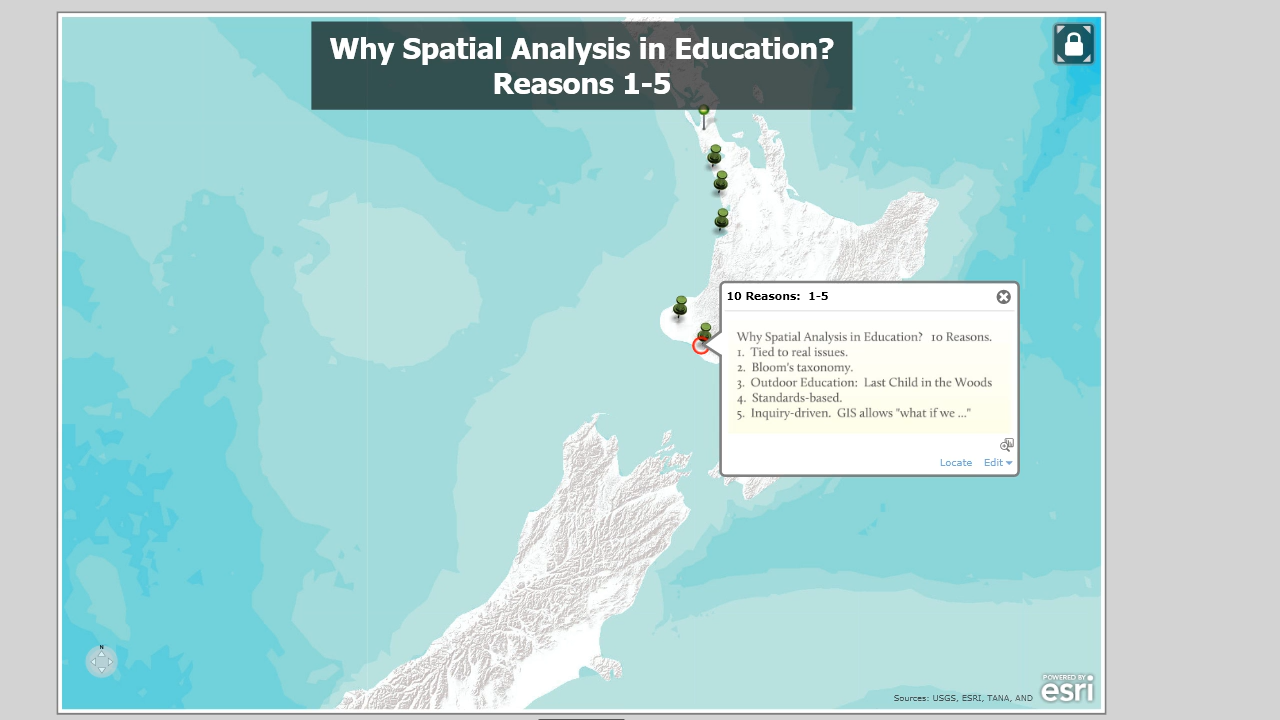 Why Spatial Analysis in Education?
Reasons 1-5
10 Reasons:  1-5
Why Spatial Analysis in Education?  10 Reasons.
1.  Tied to real issues.
2.  Bloom's taxonomy.
3.  Outdoor Education:  Last Child in the Woods
4.  Standards-based.
5.  Inquiry-driven.  GIS allows "what if we ..."
Locate  Edit
N
Sources: USGS, ESRI, TANA, AND
POWERED BY
esri